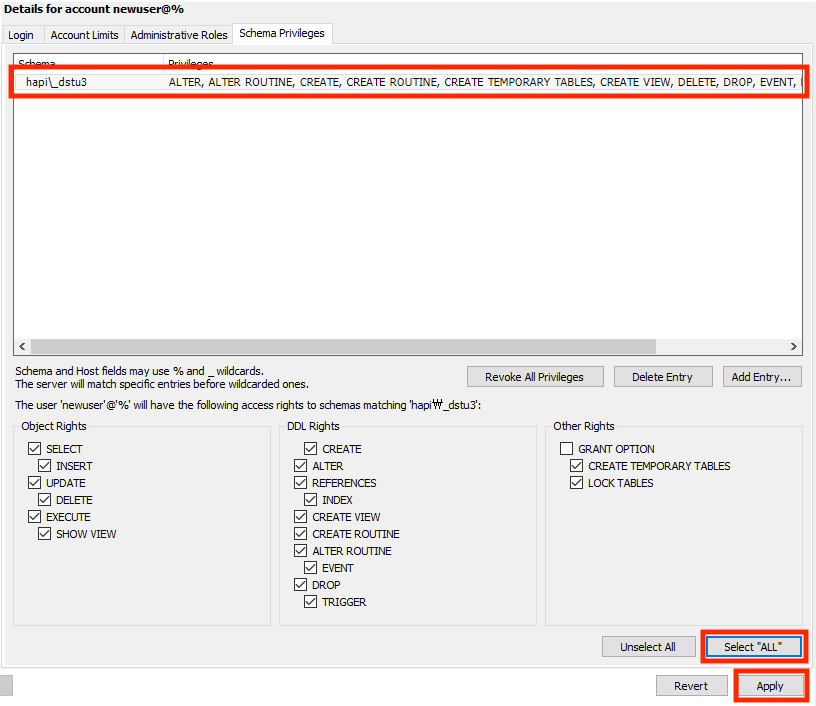 Details for account newuser@%
Login Account Limits Administrative Roles Schema Privileges
Schema Privileges
hapi\_dstu3 ALTER, ALTER ROUTINE, CREATE, CREATE ROUTINE, CREATE TEMPORARY TABLES, CREATE VIEW, DELETE, DROP, EVENT,
Schema and Host fields may use % and _ wildcards.
The server will match specific entries before wildcarded ones.
Revoke All Privileges Delete Entry Add Entry...
The user 'newuser'@'%' will have the following access rights to schemas matching 'hapi₩_dstu3':
Object Rights DDL Rights Other Rights
SELECT CREATE GRANT OPTION
INSERT ALTER CREATE TEMPORARY TABLES
UPDATE REFERENCES LOCK TABLES
DELETE INDEX
EXECUTE CREATE VIEW
SHOW VIEW CREATE ROUTINE
ALTER ROUTINE
EVENT
DROP
TRIGGER
Unselect All Select "ALL"
Revert Apply